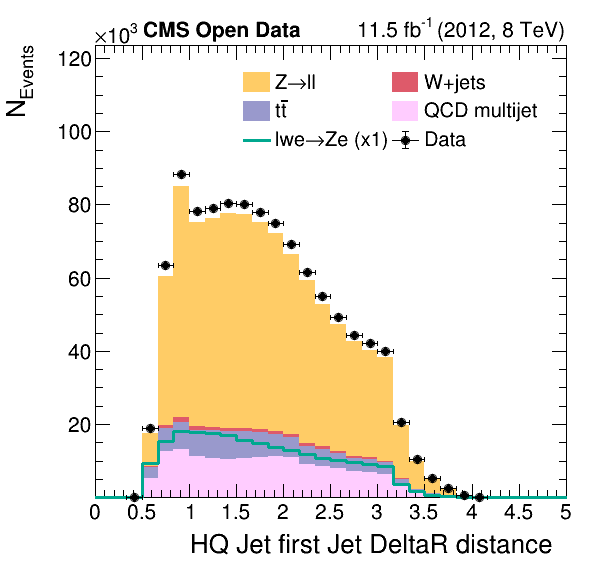 ×10³ CMS Open Data 11.5 fb⁻¹ (2012, 8 TeV)
N_Events
120
100
80
60
40
20
Z→ll W+jets
tt̄ QCD multijet
lwe→Ze (x1) Data
0 0.5 1 1.5 2 2.5 3 3.5 4 4.5 5
HQ Jet first Jet DeltaR distance